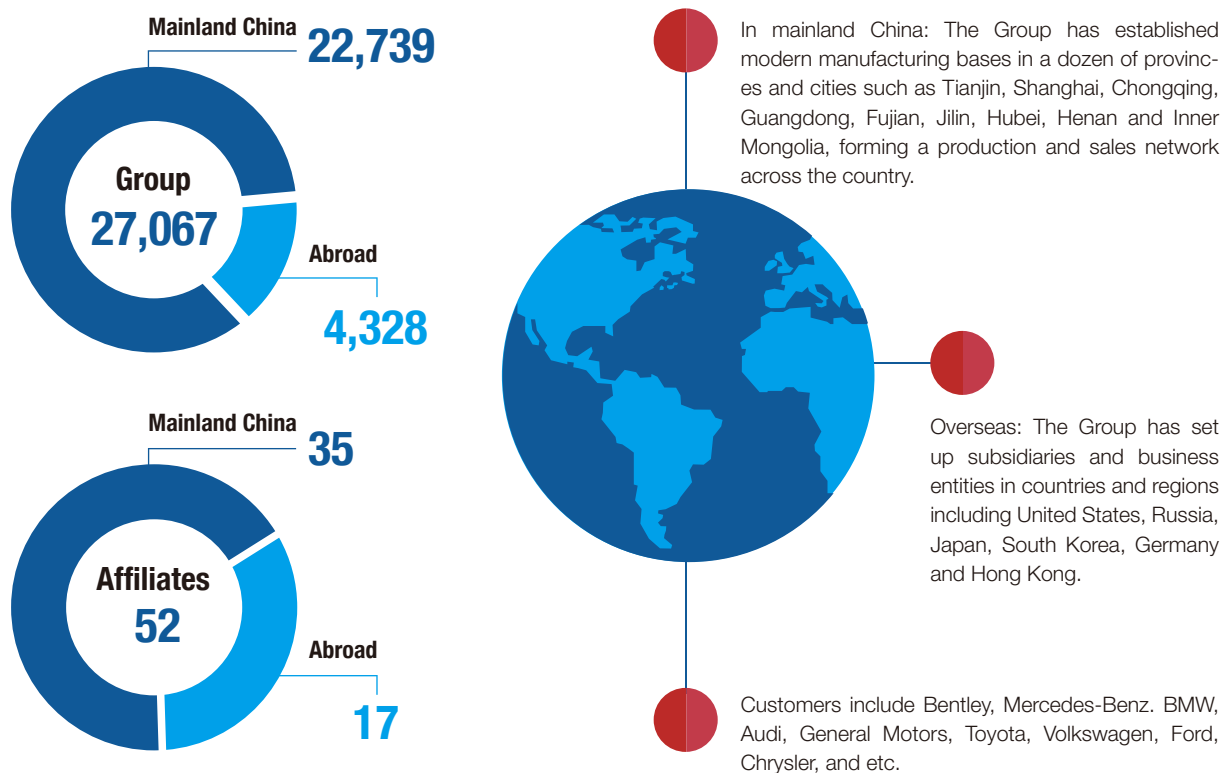 Mainland China
22,739
Group
27,067
Abroad
4,328
Mainland China
35
Affiliates
52
Abroad
17
In mainland China: The Group has established
modern manufacturing bases in a dozen of provinc-
es and cities such as Tianjin, Shanghai, Chongqing,
Guangdong, Fujian, Jilin, Hubei, Henan and Inner
Mongolia, forming a production and sales network
across the country.
Overseas: The Group has set
up subsidiaries and business
entities in countries and regions
including United States, Russia,
Japan, South Korea, Germany
and Hong Kong.
Customers include Bentley, Mercedes-Benz. BMW,
Audi, General Motors, Toyota, Volkswagen, Ford,
Chrysler, and etc.